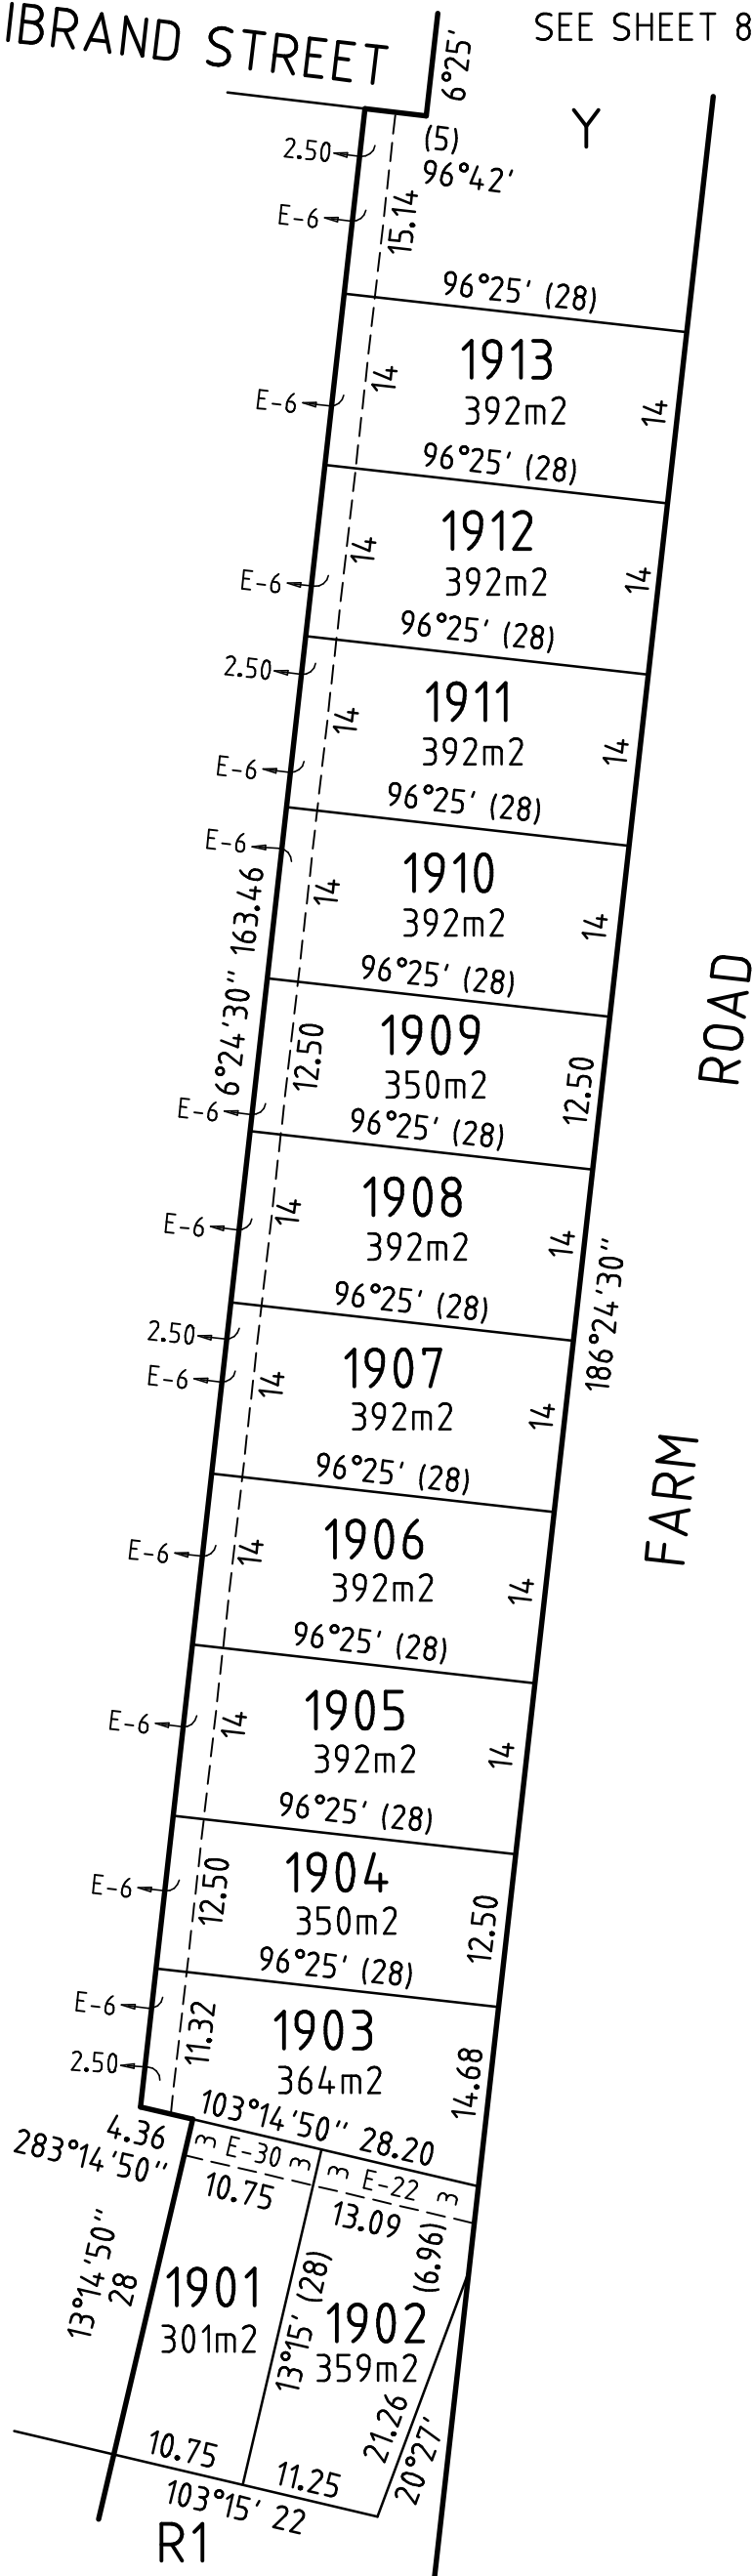 IBRAND STREET
SEE SHEET 8
6°25'
Y
2.50
(5)
96°42'
E-6
15.14
96°25' (28)
1913
14
392m2
14
E-6
96°25' (28)
1912
14
392m2
14
E-6
96°25' (28)
2.50
1911
14
392m2
14
E-6
96°25' (28)
E-6
1910
14
392m2
14
6°24'30" 163.46
96°25' (28)
ROAD
1909
12.50
350m2
12.50
E-6
96°25' (28)
1908
14
392m2
14
E-6
96°25' (28)
186°24'30"
2.50
E-6
1907
14
392m2
14
96°25' (28)
FARM
1906
E-6
14
392m2
14
96°25' (28)
1905
E-6
14
392m2
14
96°25' (28)
1904
E-6
12.50
350m2
12.50
96°25' (28)
E-6
1903
11.32
364m2
14.68
2.50
103°14'50" 28.20
4.36
283°14'50"
3 E-30 3
3 E-22 3
10.75
13.09
(6.96)
13°14'50"
28
1901
301m2
13°15' (28)
1902
359m2
21.26
20°27'
10.75
11.25
103°15' 22
R1